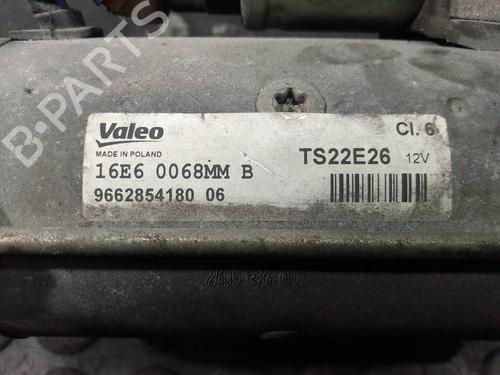 B-PARTS
Valeo
MADE IN POLAND
Cl. 6
TS22E26 12V
16E6 0068MM B
9662854180 06